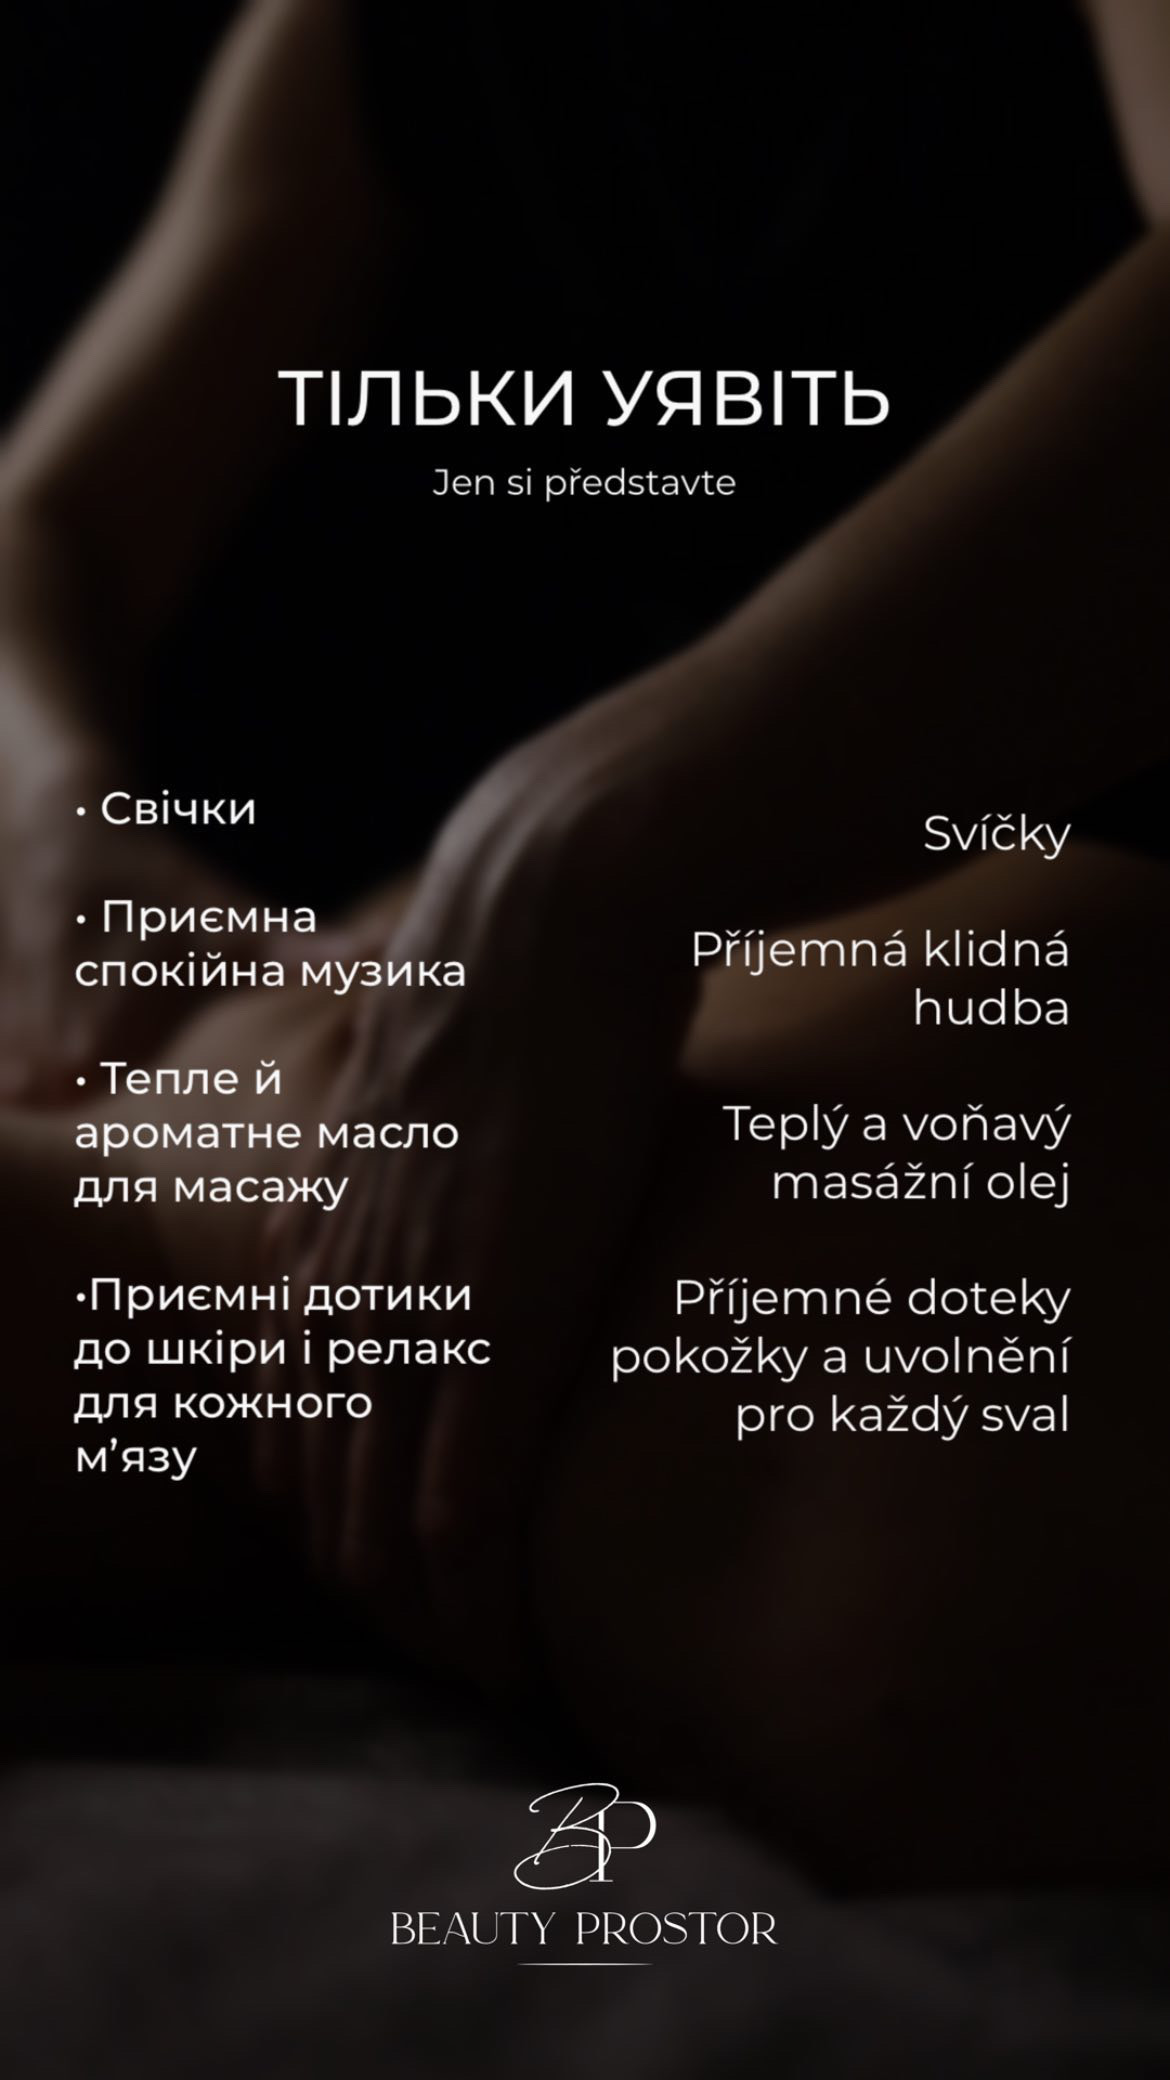 ТІЛЬКИ УЯВІТЬ
Jen si představte
• Свічки
• Приємна
спокійна музика
• Тепле й
ароматне масло
для масажу
•Приємні дотики
до шкіри і релакс
для кожного
м’язу
Svíčky
Příjemná klidná
hudba
Teplý a voňavý
masážní olej
Příjemné doteky
pokožky a uvolnění
pro každý sval
BP
BEAUTY PROSTOR